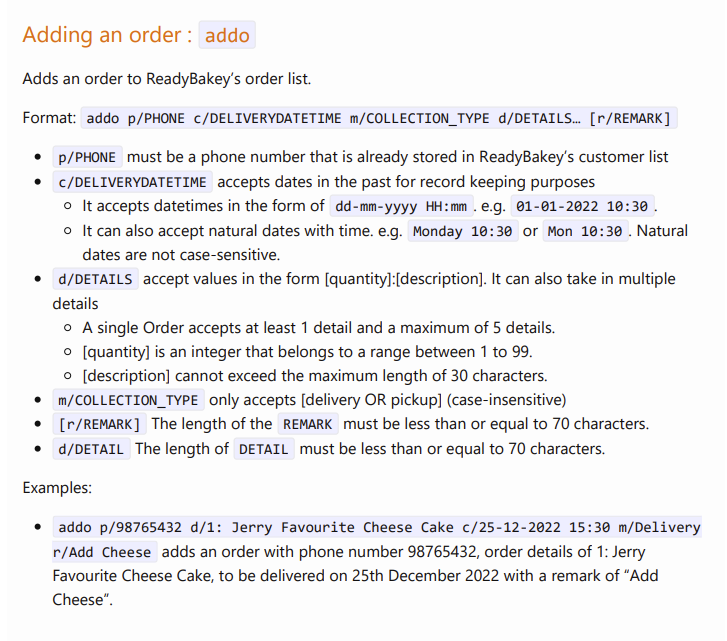 Adding an order : addo
Adds an order to ReadyBakey's order list.
Format: addo p/PHONE c/DELIVERYDATETIME m/COLLECTION_TYPE d/DETAILS… [r/REMARK]
• p/PHONE must be a phone number that is already stored in ReadyBakey's customer list
• c/DELIVERYDATETIME accepts dates in the past for record keeping purposes
○ It accepts datetimes in the form of dd-mm-yyyy HH:mm . e.g. 01-01-2022 10:30 .
○ It can also accept natural dates with time. e.g. Monday 10:30 or Mon 10:30 . Natural
dates are not case-sensitive.
• d/DETAILS accept values in the form [quantity]:[description]. It can also take in multiple
details
○ A single Order accepts at least 1 detail and a maximum of 5 details.
○ [quantity] is an integer that belongs to a range between 1 to 99.
○ [description] cannot exceed the maximum length of 30 characters.
• m/COLLECTION_TYPE only accepts [delivery OR pickup] (case-insensitive)
• [r/REMARK] The length of the REMARK must be less than or equal to 70 characters.
• d/DETAIL The length of DETAIL must be less than or equal to 70 characters.
Examples:
• addo p/98765432 d/1: Jerry Favourite Cheese Cake c/25-12-2022 15:30 m/Delivery
r/Add Cheese adds an order with phone number 98765432, order details of 1: Jerry
Favourite Cheese Cake, to be delivered on 25th December 2022 with a remark of “Add
Cheese”.